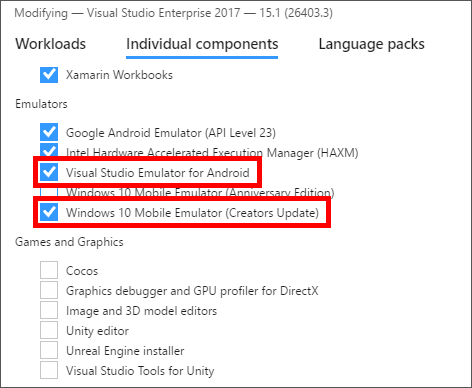 Modifying — Visual Studio Enterprise 2017 — 15.1 (26403.3)
Workloads Individual components Language packs
Xamarin Workbooks
Emulators
Google Android Emulator (API Level 23)
Intel Hardware Accelerated Execution Manager (HAXM)
Visual Studio Emulator for Android
Windows 10 Mobile Emulator (Anniversary Edition)
Windows 10 Mobile Emulator (Creators Update)
Games and Graphics
Cocos
Graphics debugger and GPU profiler for DirectX
Image and 3D model editors
Unity editor
Unreal Engine installer
Visual Studio Tools for Unity